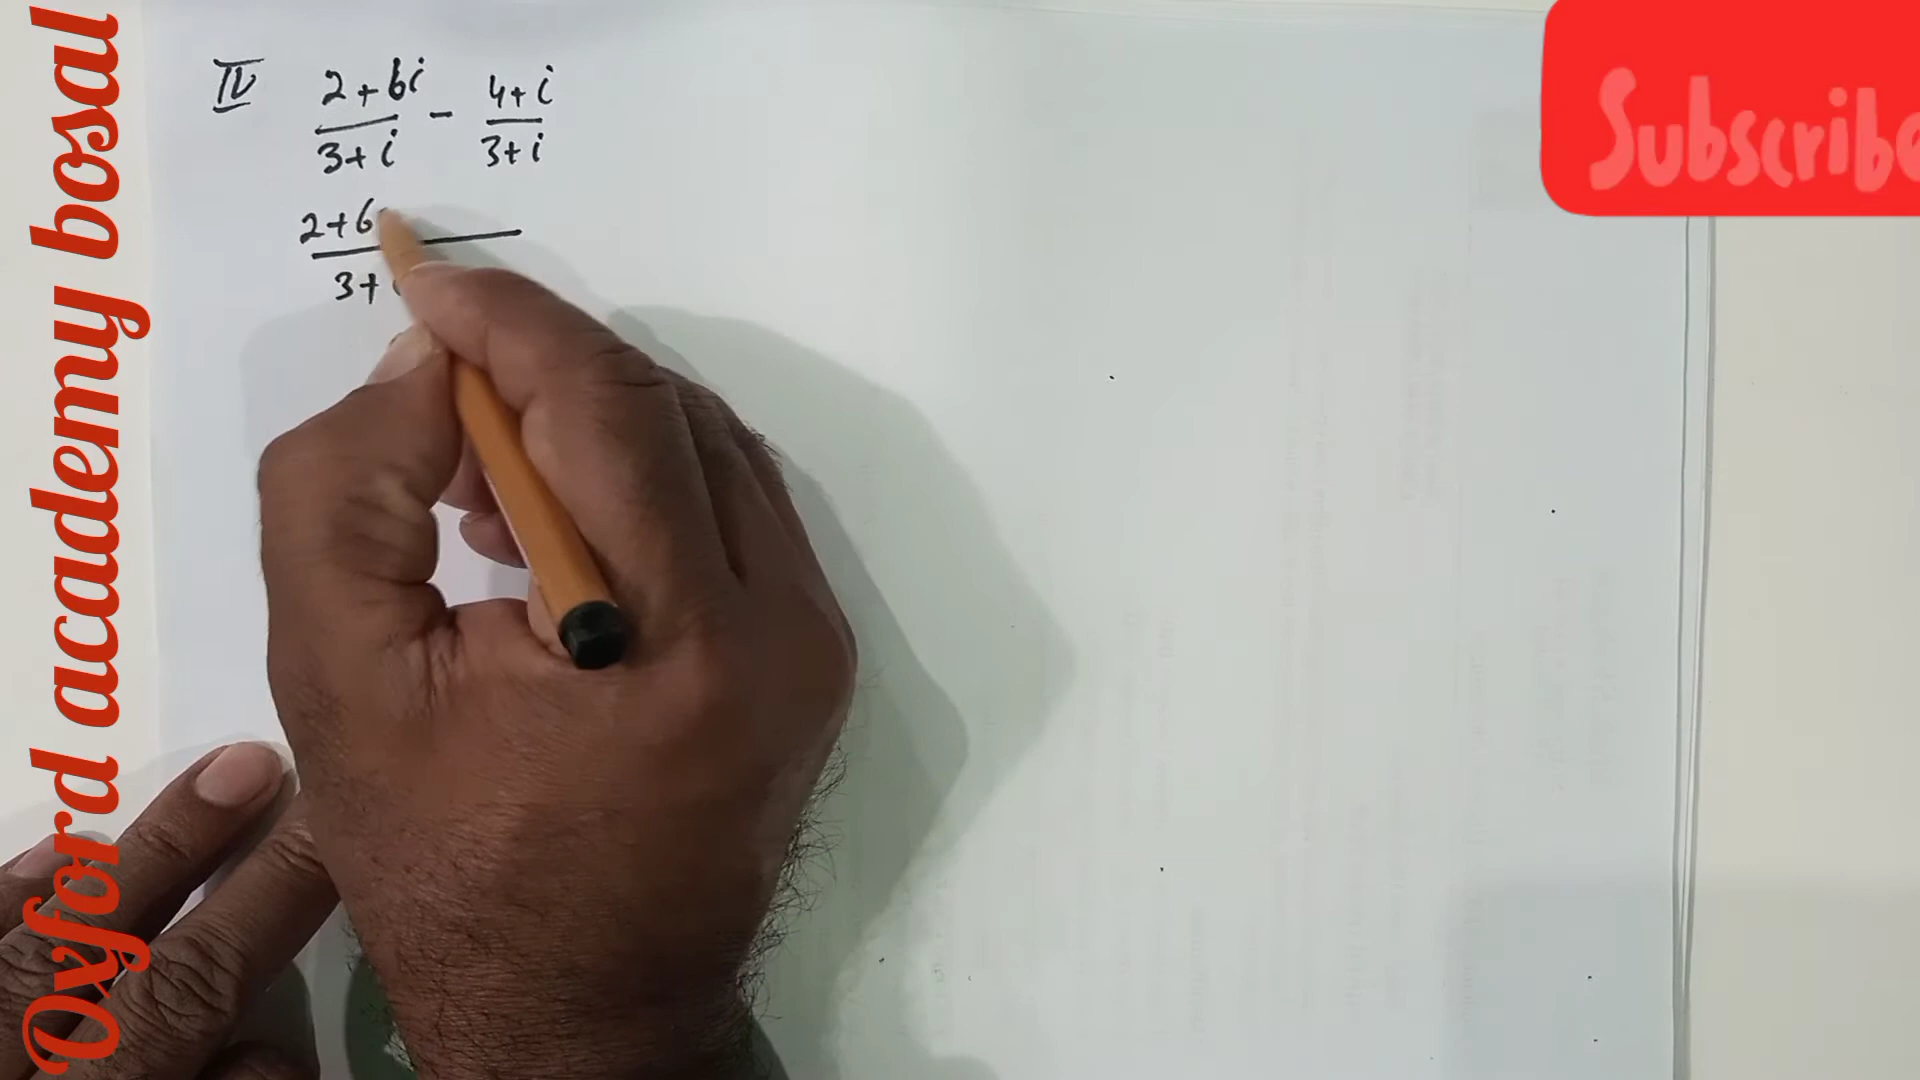 Oxford academy bosal
Subscribe
IV 2+6i/3+i - 4+i/3+i
2+6
3+